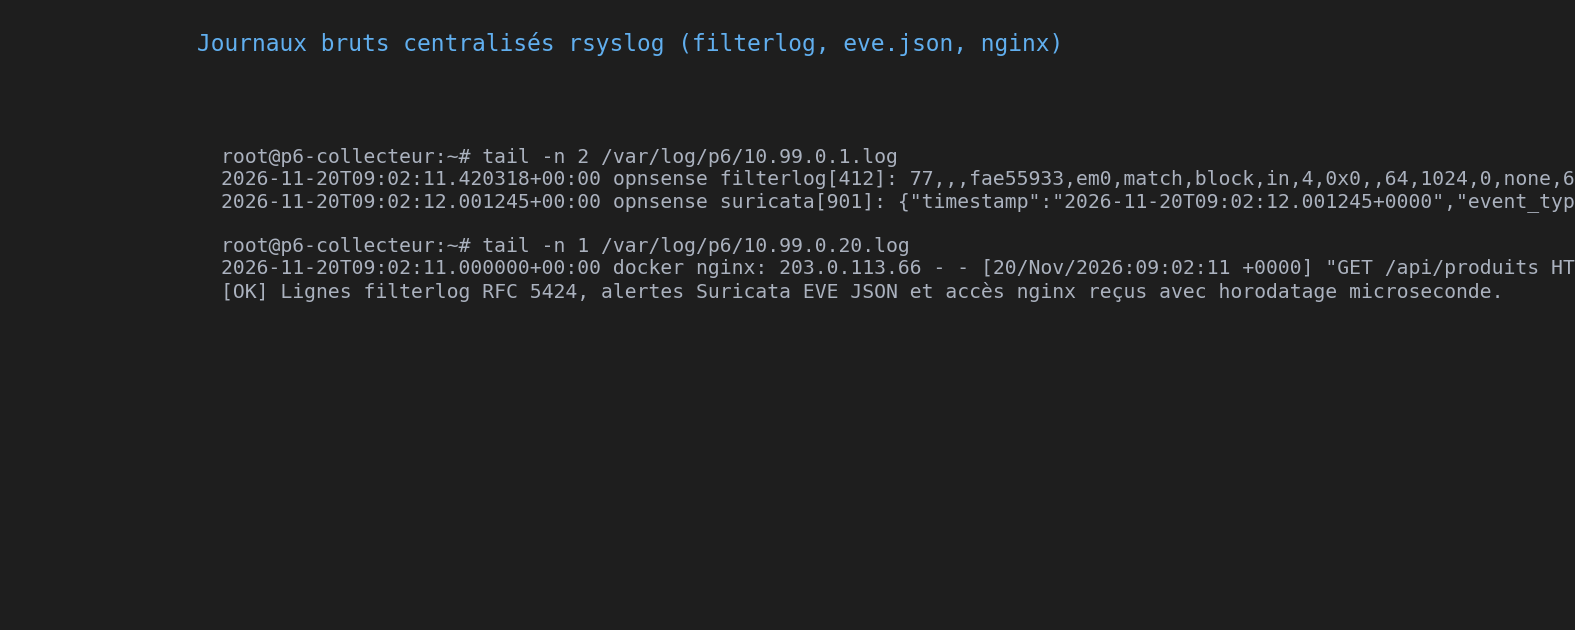 Journaux bruts centralisés rsyslog (filterlog, eve.json, nginx)
root@p6-collecteur:~# tail -n 2 /var/log/p6/10.99.0.1.log
2026-11-20T09:02:11.420318+00:00 opnsense filterlog[412]: 77,,,fae55933,em0,match,block,in,4,0x0,,64,1024,0,none,6
2026-11-20T09:02:12.001245+00:00 opnsense suricata[901]: {"timestamp":"2026-11-20T09:02:12.001245+0000","event_typ
root@p6-collecteur:~# tail -n 1 /var/log/p6/10.99.0.20.log
2026-11-20T09:02:11.000000+00:00 docker nginx: 203.0.113.66 - - [20/Nov/2026:09:02:11 +0000] "GET /api/produits HT
[OK] Lignes filterlog RFC 5424, alertes Suricata EVE JSON et accès nginx reçus avec horodatage microseconde.